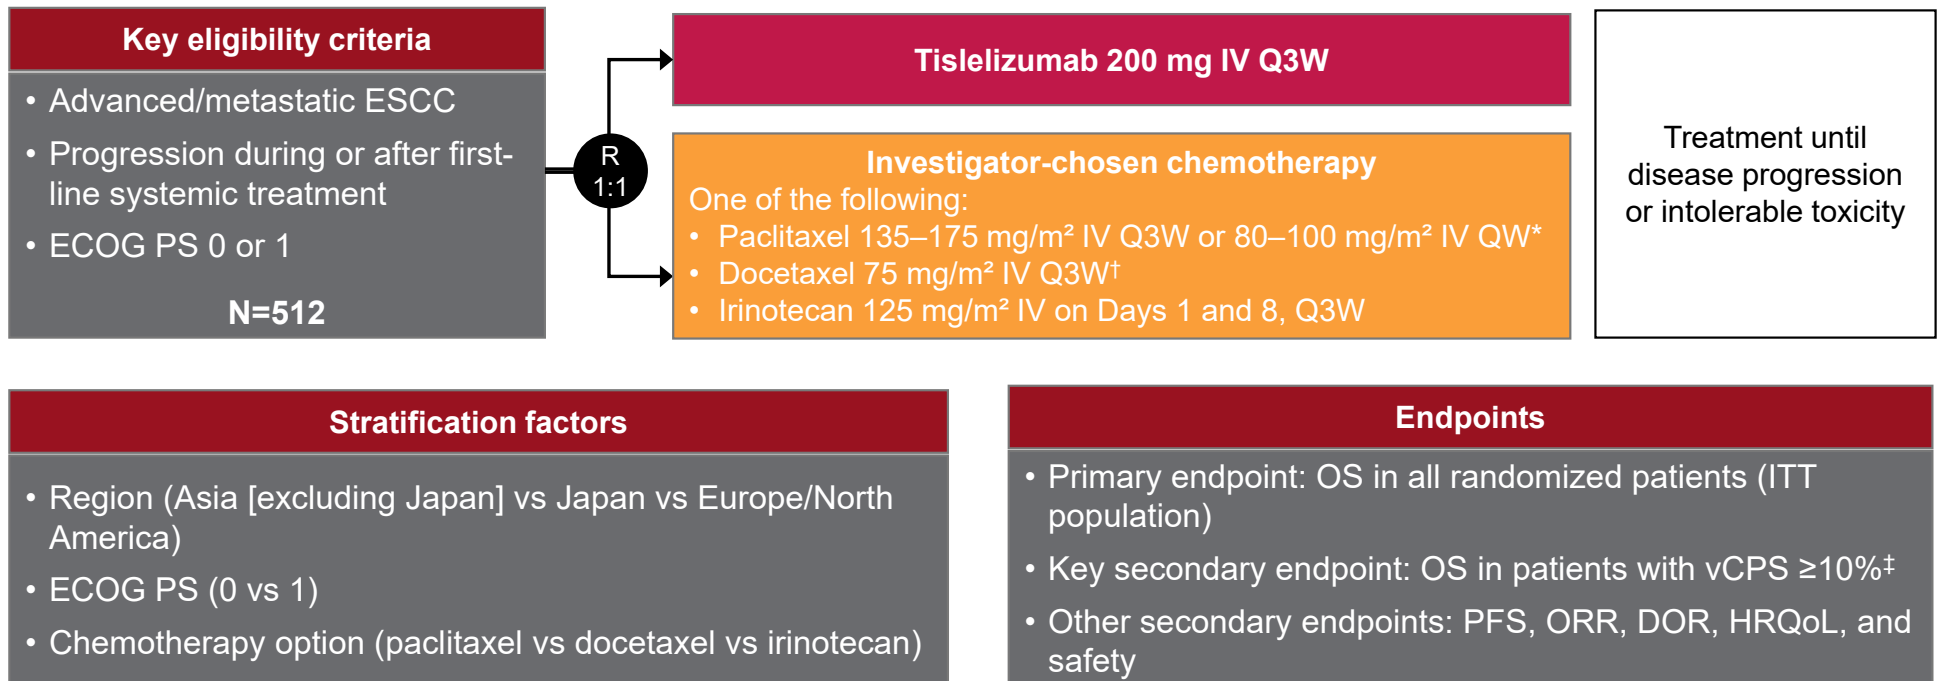 Key eligibility criteria
• Advanced/metastatic ESCC
• Progression during or after first-
line systemic treatment
• ECOG PS 0 or 1
N=512
R
1:1
Tislelizumab 200 mg IV Q3W
Investigator-chosen chemotherapy
One of the following:
• Paclitaxel 135–175 mg/m² IV Q3W or 80–100 mg/m² IV QW*
• Docetaxel 75 mg/m² IV Q3W†
• Irinotecan 125 mg/m² IV on Days 1 and 8, Q3W
Treatment until
disease progression
or intolerable toxicity
Stratification factors
• Region (Asia [excluding Japan] vs Japan vs Europe/North
America)
• ECOG PS (0 vs 1)
• Chemotherapy option (paclitaxel vs docetaxel vs irinotecan)
Endpoints
• Primary endpoint: OS in all randomized patients (ITT
population)
• Key secondary endpoint: OS in patients with vCPS ≥10%‡
• Other secondary endpoints: PFS, ORR, DOR, HRQoL, and
safety